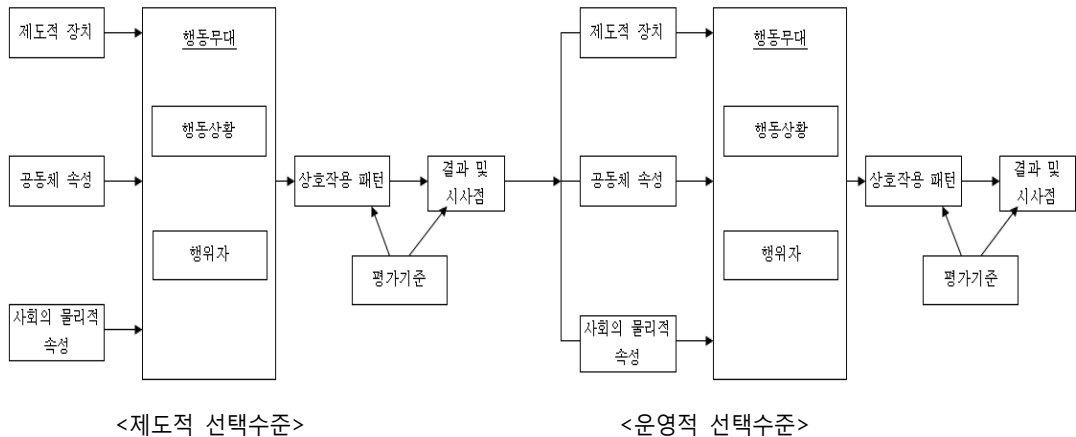 제도적 장치
행동무대
행동상황
공동체 속성
행위자
사회의 물리적
속성
상호작용 패턴
결과 및
시사점
평가기준
<제도적 선택수준>
제도적 장치
행동무대
행동상황
공동체 속성
행위자
사회의 물리적
속성
상호작용 패턴
결과 및
시사점
평가기준
<운영적 선택수준>